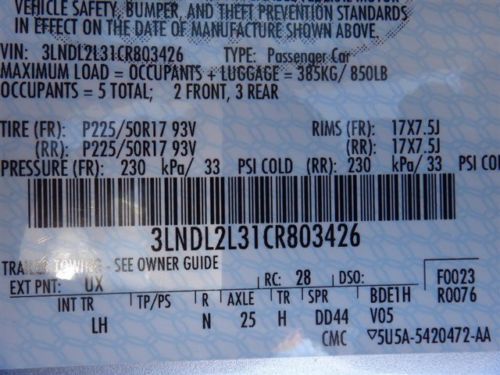 VEHICLE SAFETY, BUMPER, AND THEFT PREVENTION STANDARDS
IN EFFECT ON THE DATE OF MANUFACTURE SHOWN ABOVE.
VIN: 3LNDL2L31CR803426 TYPE: Passenger Car
MAXIMUM LOAD = OCCUPANTS + LUGGAGE = 385KG/ 850LB
OCCUPANTS = 5 TOTAL; 2 FRONT, 3 REAR
TIRE (FR): P225/50R17 93V RIMS (FR): 17X7.5J
(RR): P225/50R17 93V (RR): 17X7.5J
PRESSURE (FR): 230 kPa/ 33 PSI COLD (RR): 230 kPa/ 33 PSI COL
3LNDL2L31CR803426
TRAILER TOWING - SEE OWNER GUIDE
EXT PNT: UX RC: 28 DSO: F0023
INT TR TP/PS R AXLE TR SPR BDE1H R0076
LH N 25 H DD44 V05
CMC ▽5U5A-5420472-AA